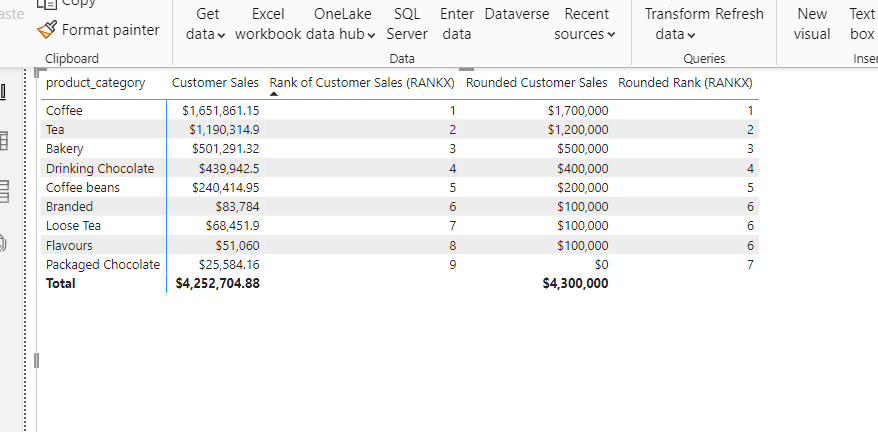 Copy
aste Format painter
Clipboard
Get data Excel workbook OneLake data hub SQL Server Enter data Dataverse Recent sources
Data
Transform data Refresh
Queries
New visual Text box
Inser
product_category Customer Sales Rank of Customer Sales (RANKX) Rounded Customer Sales Rounded Rank (RANKX)
Coffee $1,651,861.15 1 $1,700,000 1
Tea $1,190,314.9 2 $1,200,000 2
Bakery $501,291.32 3 $500,000 3
Drinking Chocolate $439,942.5 4 $400,000 4
Coffee beans $240,414.95 5 $200,000 5
Branded $83,784 6 $100,000 6
Loose Tea $68,451.9 7 $100,000 6
Flavours $51,060 8 $100,000 6
Packaged Chocolate $25,584.16 9 $0 7
Total $4,252,704.88 $4,300,000